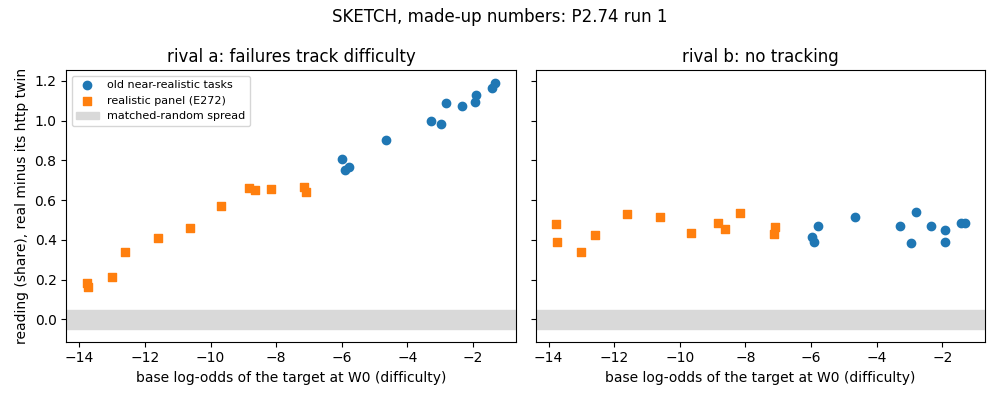 SKETCH, made-up numbers: P2.74 run 1
rival a: failures track difficulty
rival b: no tracking
reading (share), real minus its http twin
1.2
1.0
0.8
0.6
0.4
0.2
0.0
old near-realistic tasks
realistic panel (E272)
matched-random spread
−14 −12 −10 −8 −6 −4 −2
−14 −12 −10 −8 −6 −4 −2
base log-odds of the target at W0 (difficulty)
base log-odds of the target at W0 (difficulty)